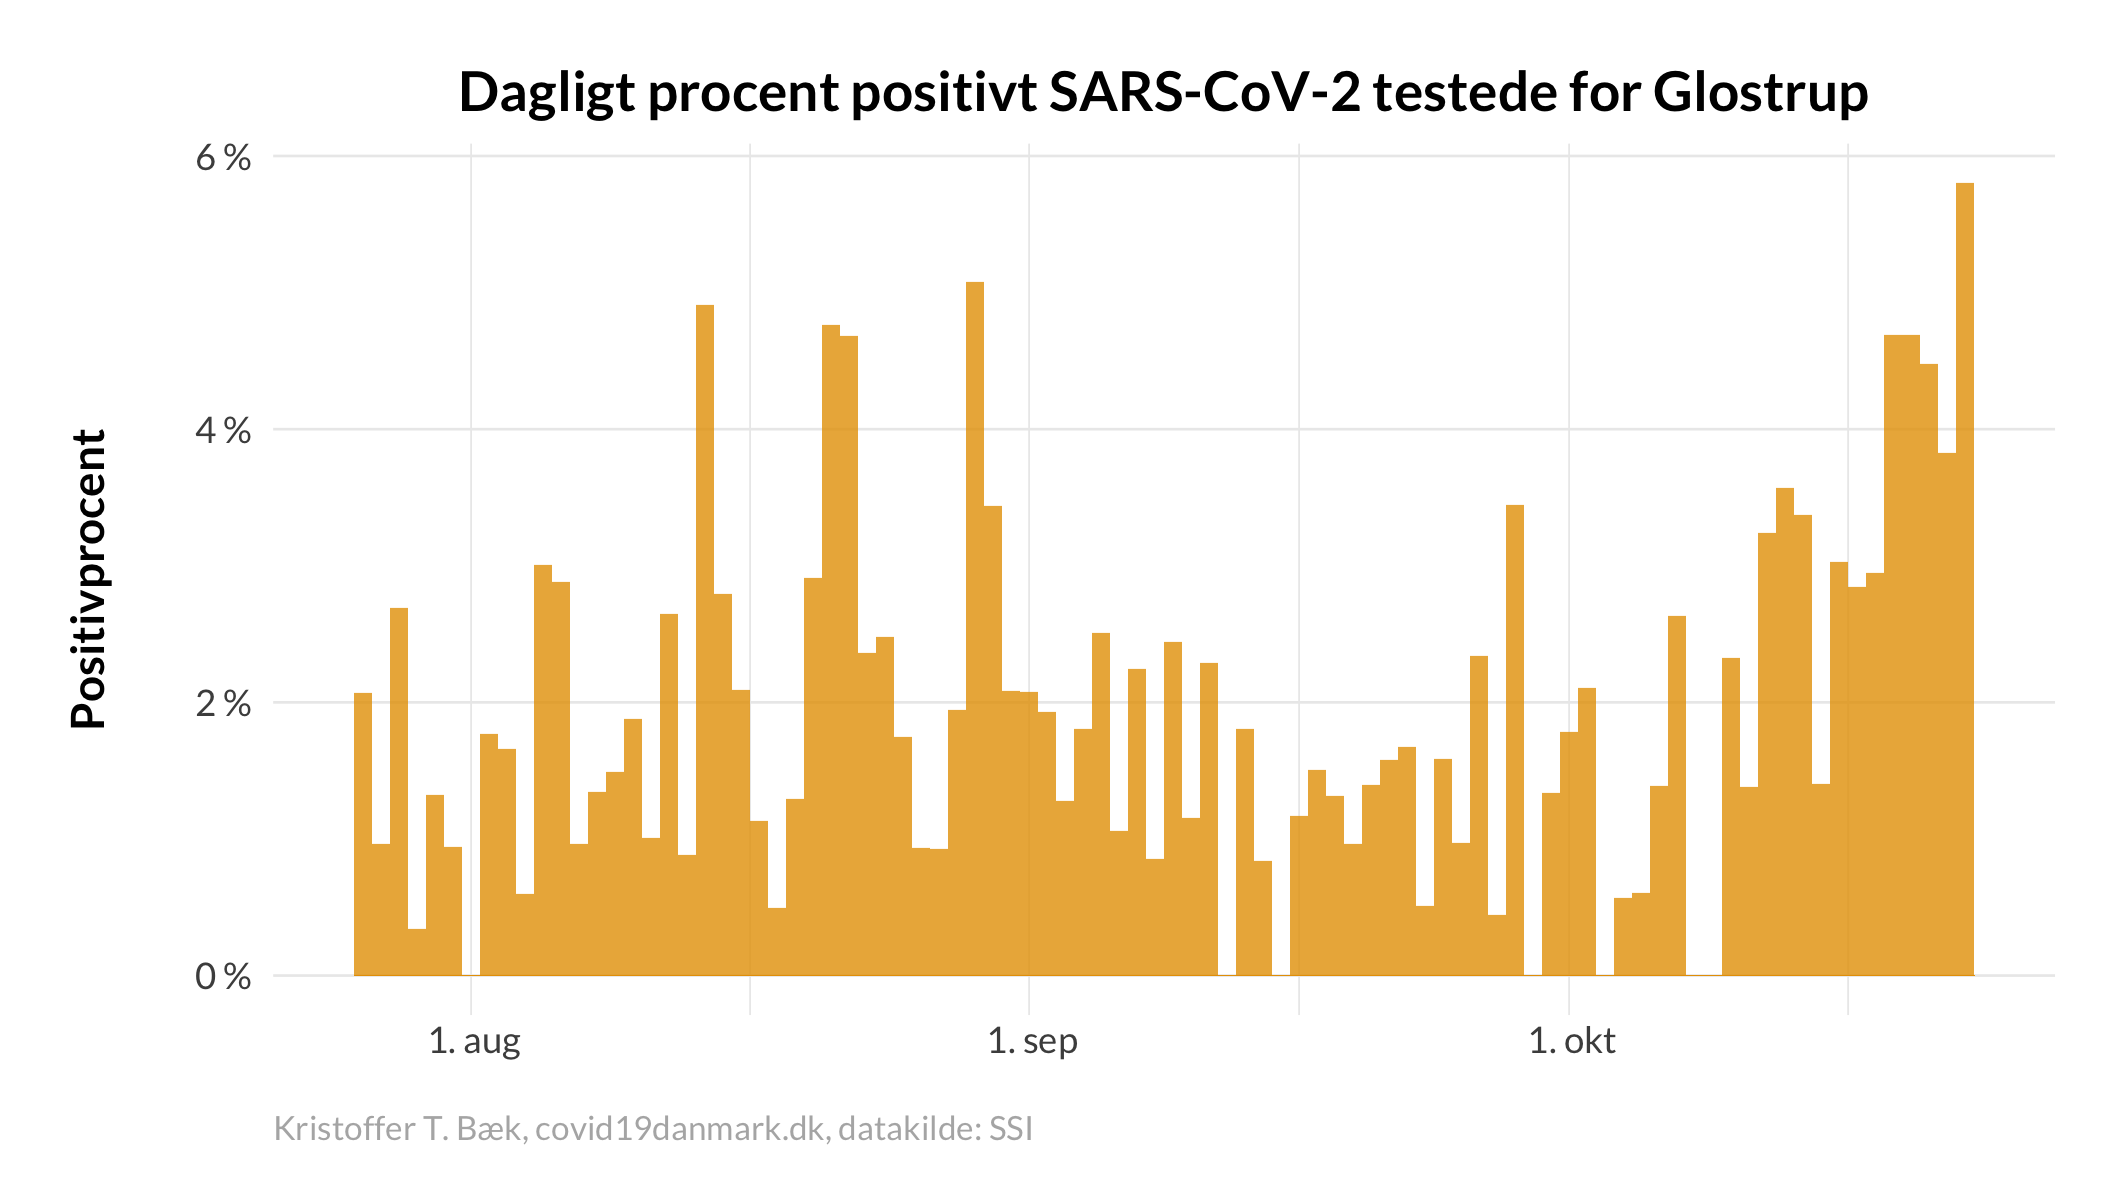 Dagligt procent positivt SARS-CoV-2 testede for Glostrup
Positivprocent
6 %
4 %
2 %
0 %
1. aug
1. sep
1. okt
Kristoffer T. Bæk, covid19danmark.dk, datakilde: SSI